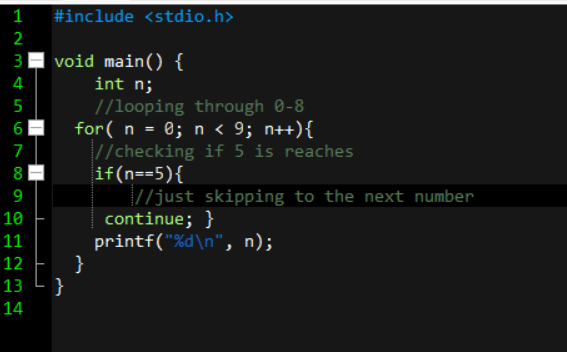 1 #include <stdio.h>
2
3 void main() {
4 int n;
5 //looping through 0-8
6 for( n = 0; n < 9; n++){
7 //checking if 5 is reaches
8 if(n==5){
9 //just skipping to the next number
10 continue; }
11 printf("%d\n", n);
12 }
13 }
14